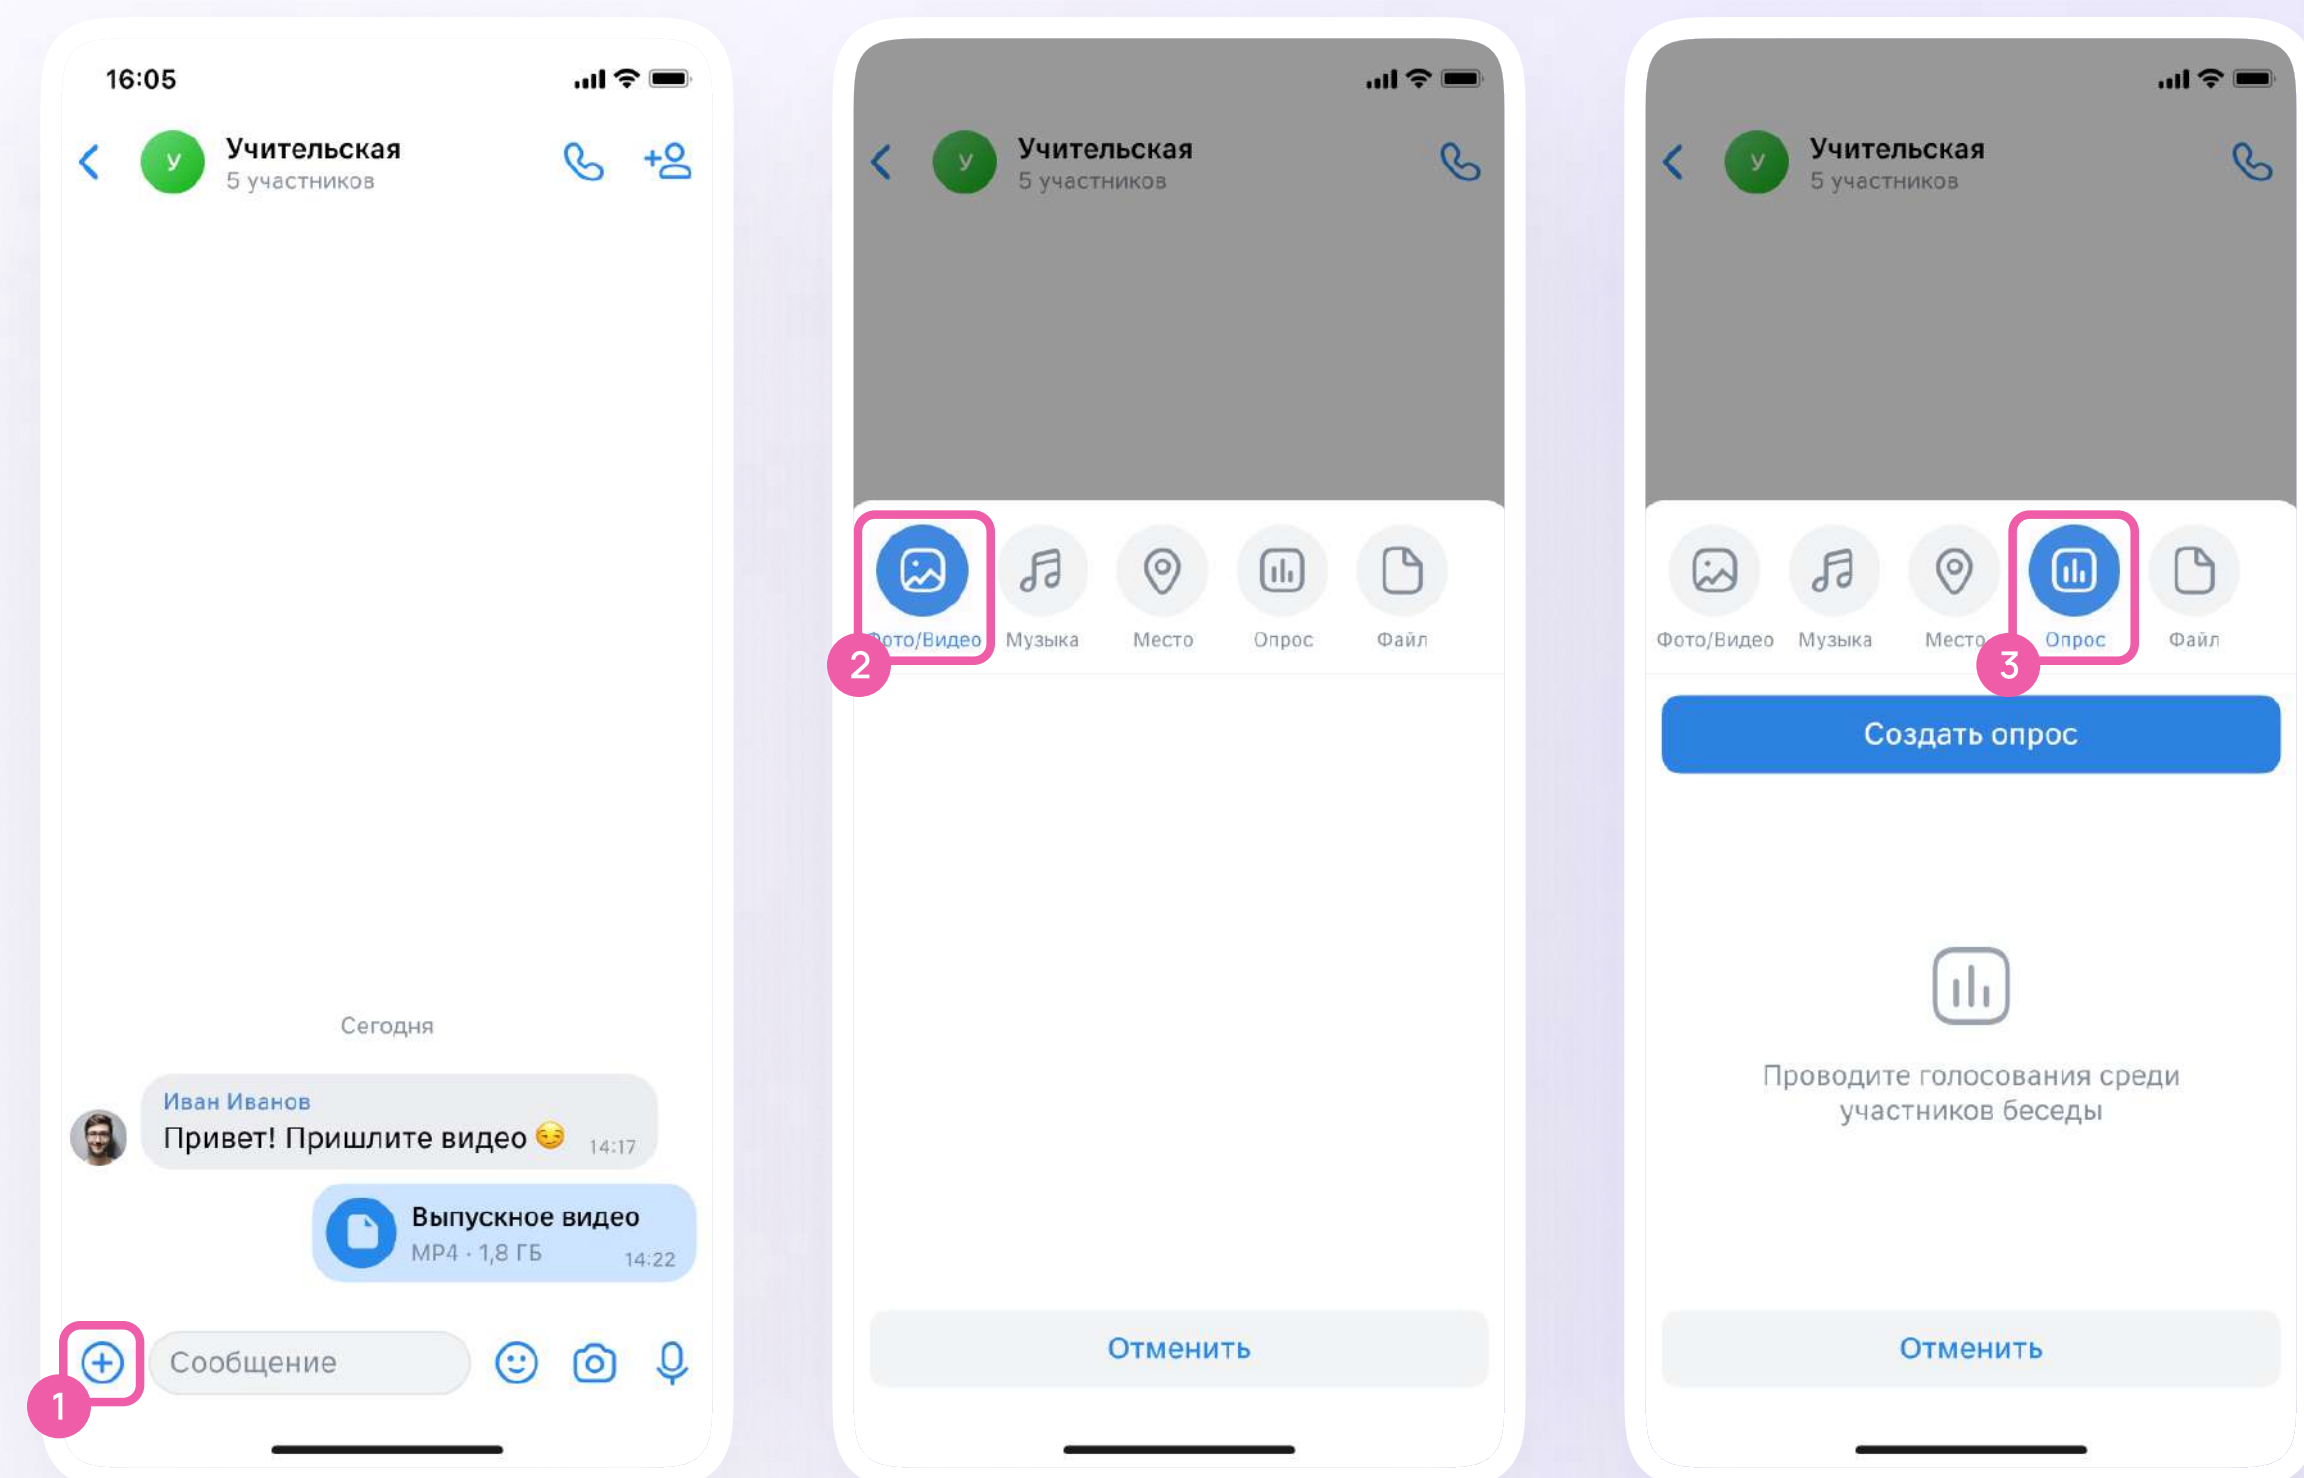 16:05
У
Учительская
5 участников
Сегодня
Иван Иванов
Привет! Пришлите видео 😏 14:17
Выпускное видео
MP4 · 1,8 ГБ 14:22
Сообщение
1
У
Учительская
5 участников
Фото/Видео Музыка Место Опрос Файл
2
Отменить
У
Учительская
5 участников
Фото/Видео Музыка Место Опрос Файл
3
Создать опрос
Проводите голосования среди
участников беседы
Отменить